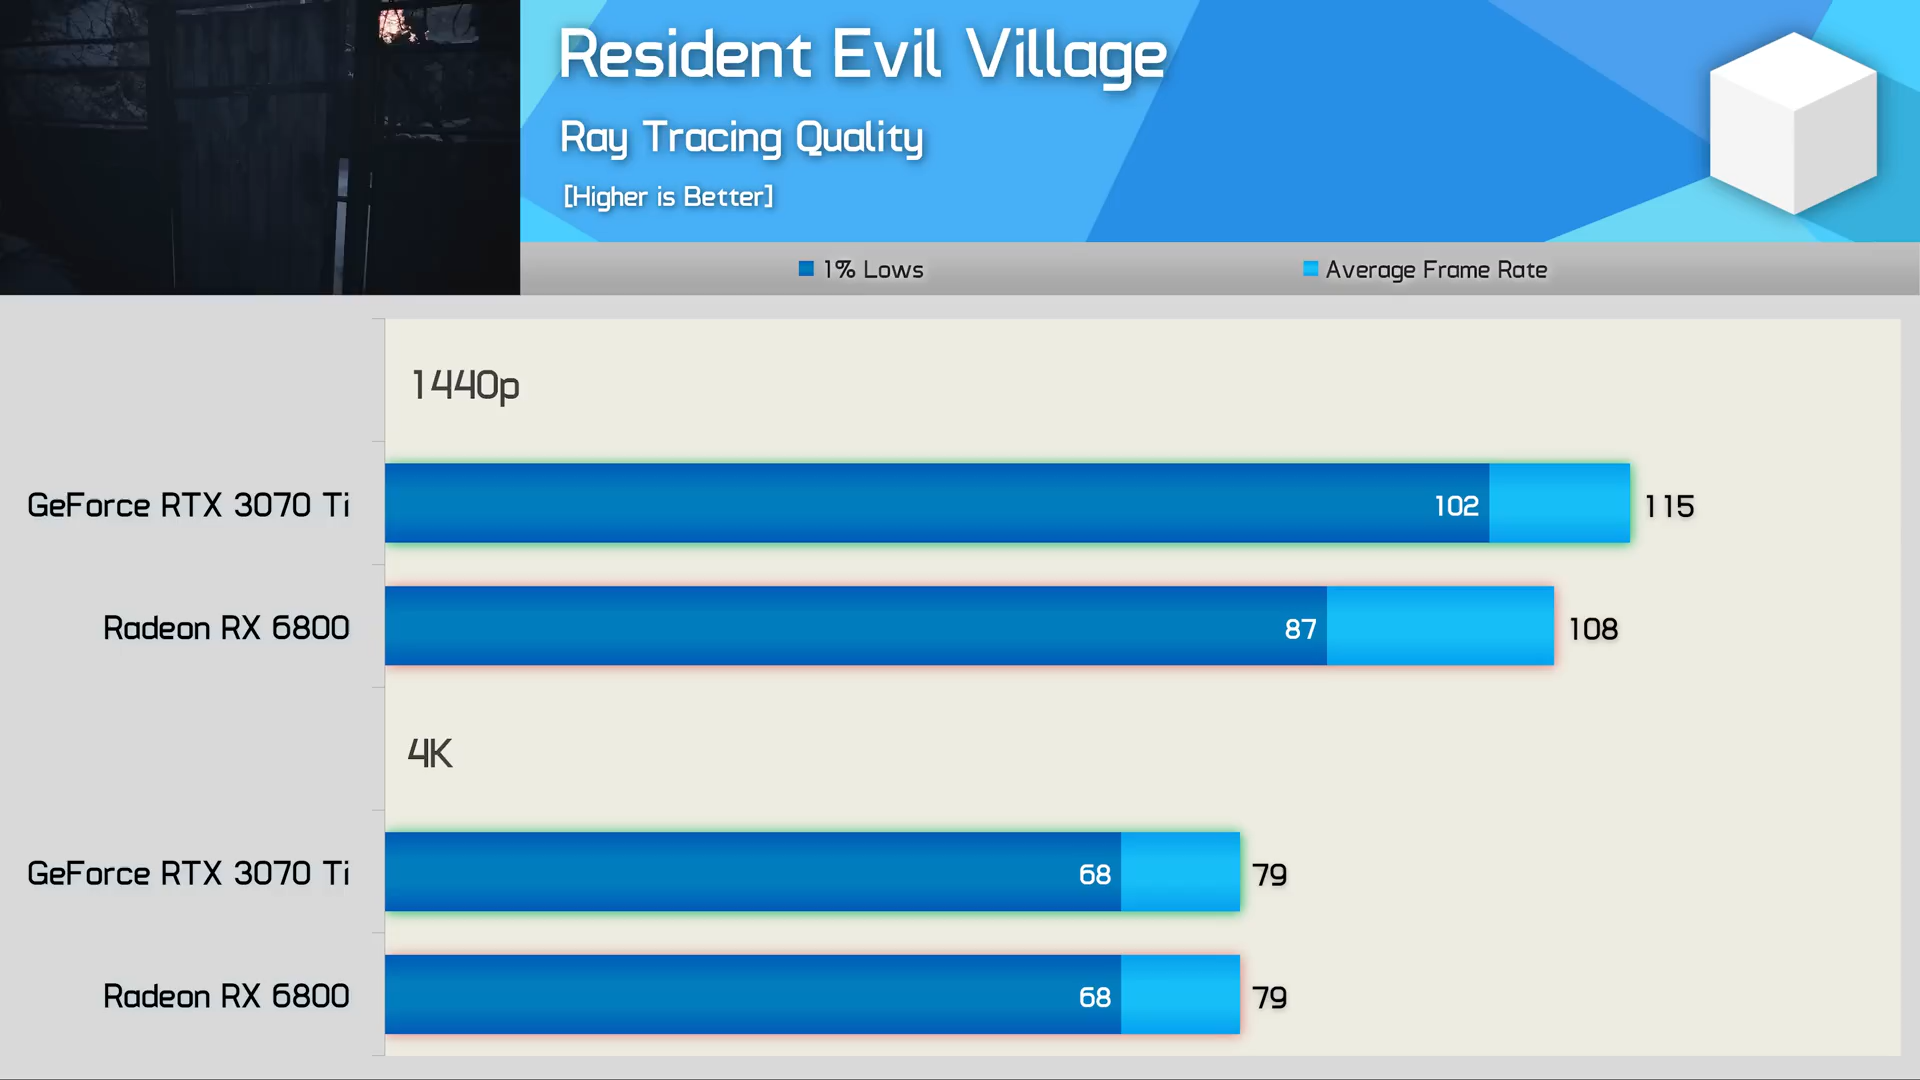 Resident Evil Village
Ray Tracing Quality
[Higher is Better]
1% Lows
Average Frame Rate
1440p
GeForce RTX 3070 Ti
102
115
Radeon RX 6800
87
108
4K
GeForce RTX 3070 Ti
68
79
Radeon RX 6800
68
79